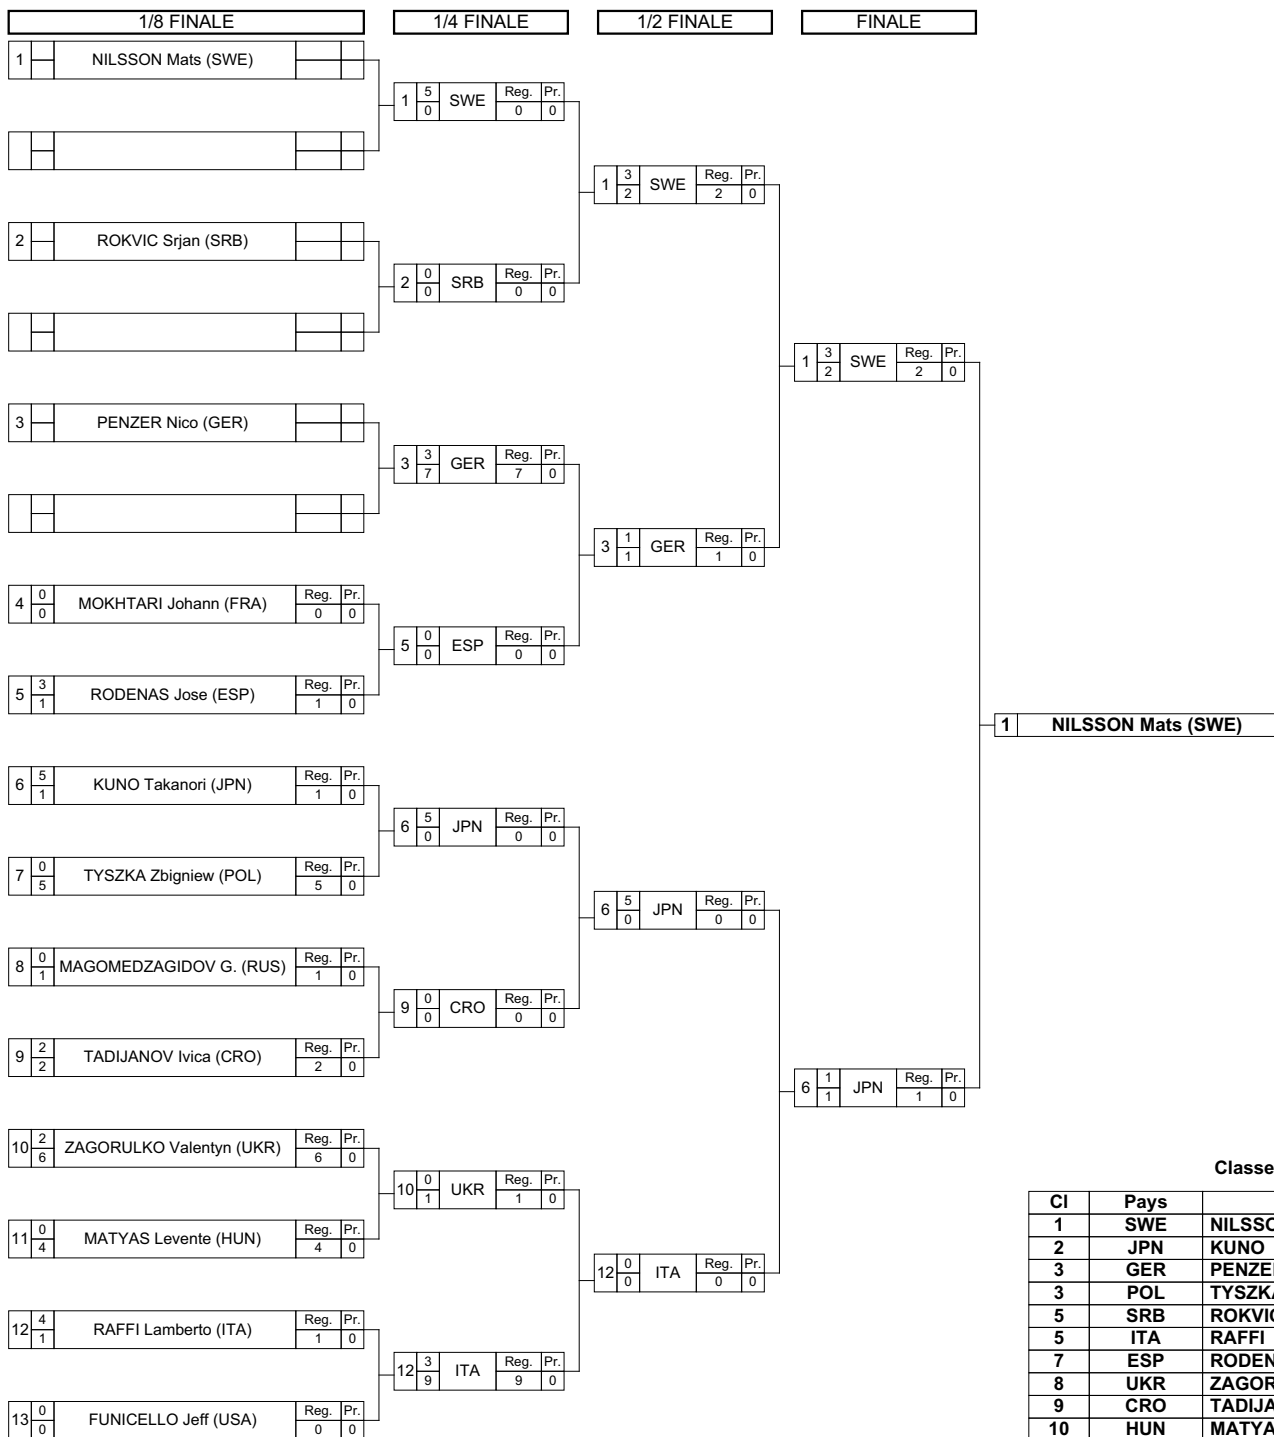 1/8 FINALE 1/4 FINALE 1/2 FINALE FINALE
1 NILSSON Mats (SWE)
1 5 0 SWE Reg. Pr. 0 0
1 3 2 SWE Reg. Pr. 2 0
2 ROKVIC Srjan (SRB)
2 0 0 SRB Reg. Pr. 0 0
1 3 2 SWE Reg. Pr. 2 0
3 PENZER Nico (GER)
3 3 7 GER Reg. Pr. 7 0
3 1 1 GER Reg. Pr. 1 0
4 0 0 MOKHTARI Johann (FRA) Reg. Pr. 0 0
5 0 0 ESP Reg. Pr. 0 0
5 3 1 RODENAS Jose (ESP) Reg. Pr. 1 0
1 NILSSON Mats (SWE)
6 5 1 KUNO Takanori (JPN) Reg. Pr. 1 0
6 5 0 JPN Reg. Pr. 0 0
7 0 5 TYSZKA Zbigniew (POL) Reg. Pr. 5 0
6 5 0 JPN Reg. Pr. 0 0
8 0 1 MAGOMEDZAGIDOV G. (RUS) Reg. Pr. 1 0
9 0 0 CRO Reg. Pr. 0 0
9 2 2 TADIJANOV Ivica (CRO) Reg. Pr. 2 0
6 1 1 JPN Reg. Pr. 1 0
10 2 6 ZAGORULKO Valentyn (UKR) Reg. Pr. 6 0
10 0 1 UKR Reg. Pr. 1 0
11 0 4 MATYAS Levente (HUN) Reg. Pr. 4 0
12 0 0 ITA Reg. Pr. 0 0
12 4 1 RAFFI Lamberto (ITA) Reg. Pr. 1 0
12 3 9 ITA Reg. Pr. 9 0
13 0 0 FUNICELLO Jeff (USA) Reg. Pr. 0 0
Classe
Cl Pays
1 SWE NILSSO
2 JPN KUNO
3 GER PENZE
3 POL TYSZK
5 SRB ROKVI
5 ITA RAFFI
7 ESP RODEN
8 UKR ZAGOR
9 CRO TADIJA
10 HUN MATYA